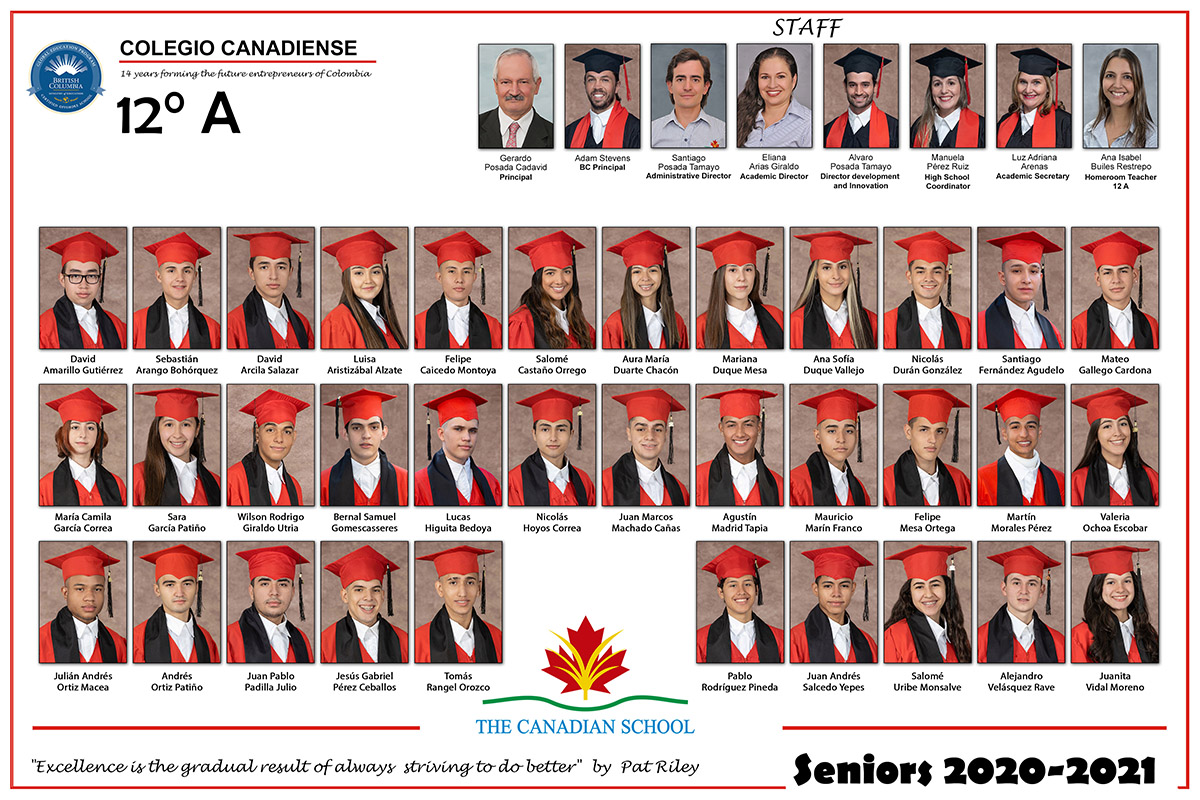 COLEGIO CANADIENSE
14 years forming the future entrepreneurs of Colombia
12º A
GLOBAL EDUCATION PROGRAM
BRITISH
COLUMBIA
CERTIFIED OFFSHORE SCHOOL
STAFF
Gerardo
Posada Cadavid
Principal
Adam Stevens
BC Principal
Santiago
Posada Tamayo
Administrative Director
Eliana
Arias Giraldo
Academic Director
Alvaro
Posada Tamayo
Director development
and Innovation
Manuela
Pérez Ruiz
High School
Coordinator
Luz Adriana
Arenas
Academic Secretary
Ana Isabel
Builes Restrepo
Homeroom Teacher
12 A
David
Amarillo Gutiérrez
Sebastián
Arango Bohórquez
David
Arcila Salazar
Luisa
Aristizábal Alzate
Felipe
Caicedo Montoya
Salomé
Castaño Orrego
Aura María
Duarte Chacón
Mariana
Duque Mesa
Ana Sofía
Duque Vallejo
Nicolás
Durán González
Santiago
Fernández Agudelo
Mateo
Gallego Cardona
María Camila
García Correa
Sara
García Patiño
Wilson Rodrigo
Giraldo Utria
Bernal Samuel
Gomescasseres
Lucas
Higuita Bedoya
Nicolás
Hoyos Correa
Juan Marcos
Machado Cañas
Agustín
Madrid Tapia
Mauricio
Marín Franco
Felipe
Mesa Ortega
Martín
Morales Pérez
Valeria
Ochoa Escobar
Julián Andrés
Ortiz Macea
Andrés
Ortiz Patiño
Juan Pablo
Padilla Julio
Jesús Gabriel
Pérez Ceballos
Tomás
Rangel Orozco
Pablo
Rodríguez Pineda
Juan Andrés
Salcedo Yepes
Salomé
Uribe Monsalve
Alejandro
Velásquez Rave
Juanita
Vidal Moreno
THE CANADIAN SCHOOL
"Excellence is the gradual result of always striving to do better" by Pat Riley
Seniors 2020-2021